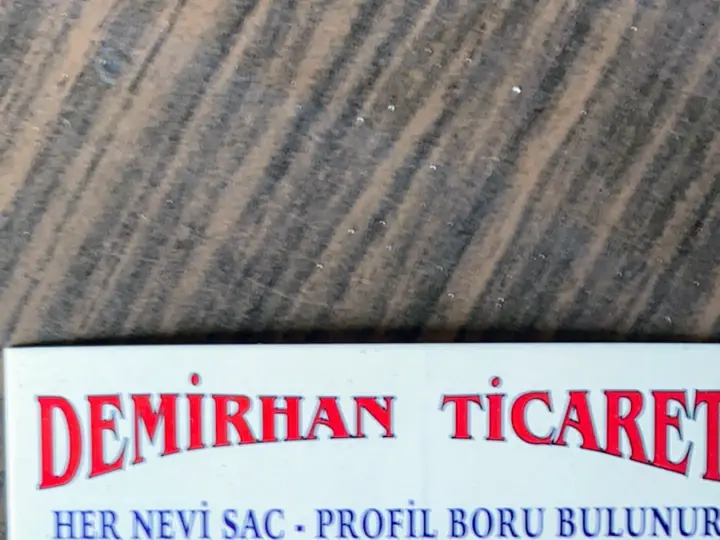 DEMİRHAN TİCARET
HER NEVİ SAC - PROFİL BORU BULUNUR